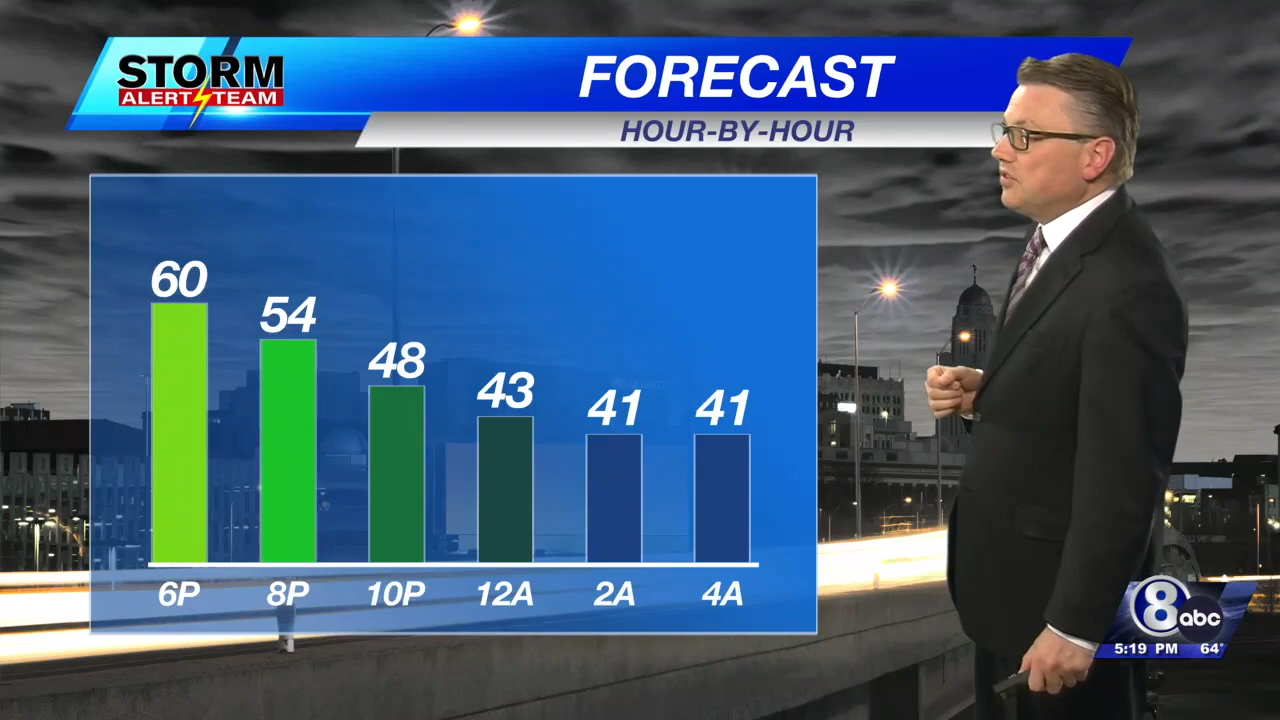 STORM
ALERT TEAM
FORECAST
HOUR-BY-HOUR
60 54 48 43 41 41
6P 8P 10P 12A 2A 4A
8 abc
5:19 PM 64°